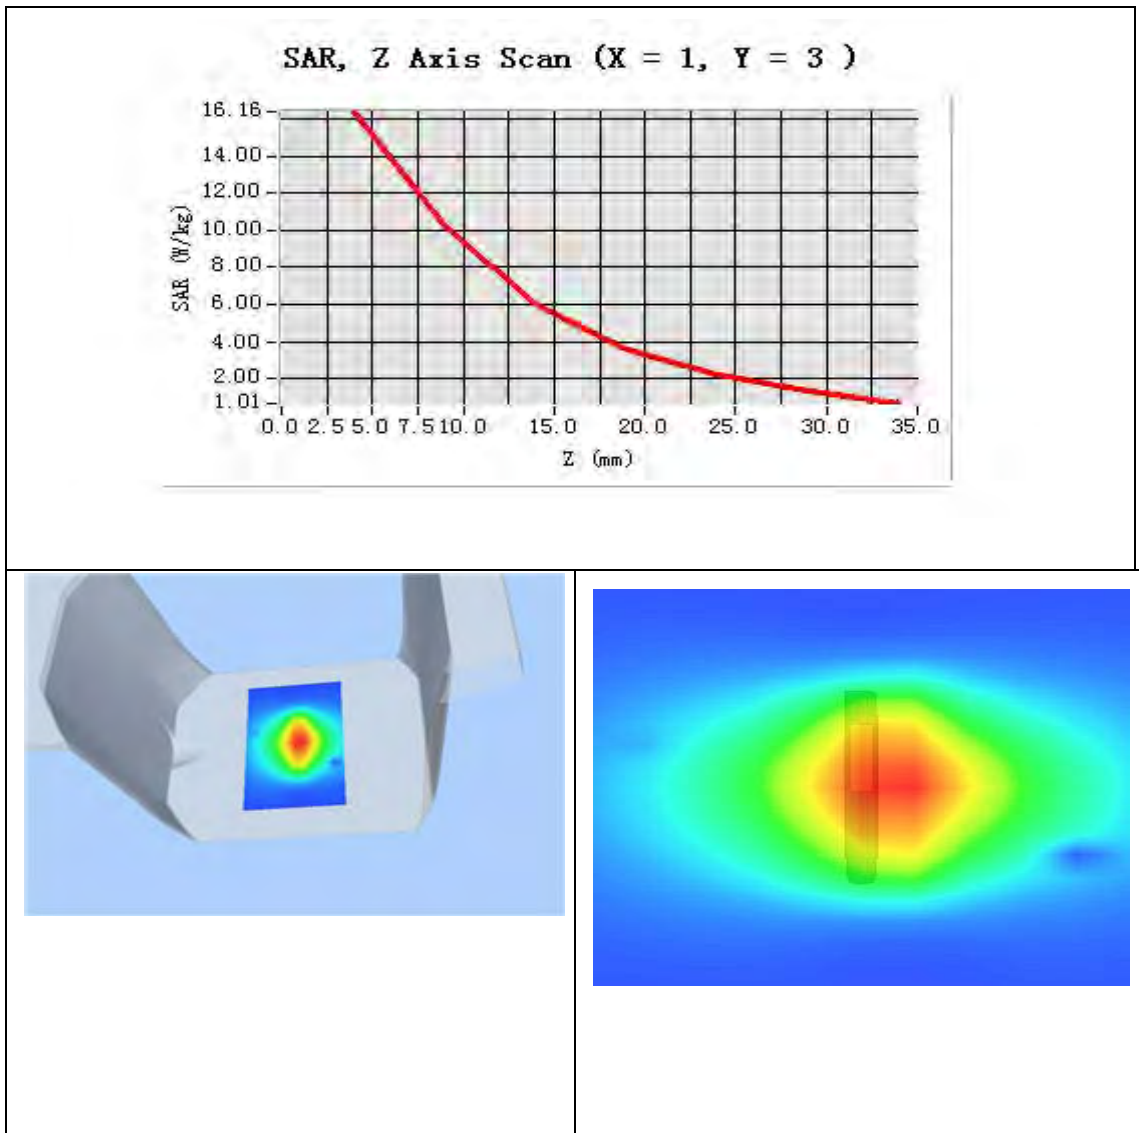 SAR, Z Axis Scan (X = 1, Y = 3 )
16.16
14.00
12.00
10.00
8.00
6.00
4.00
2.00
1.01
SAR (W/kg)
0.0 2.5 5.0 7.5 10.0 15.0 20.0 25.0 30.0 35.0
Z (mm)